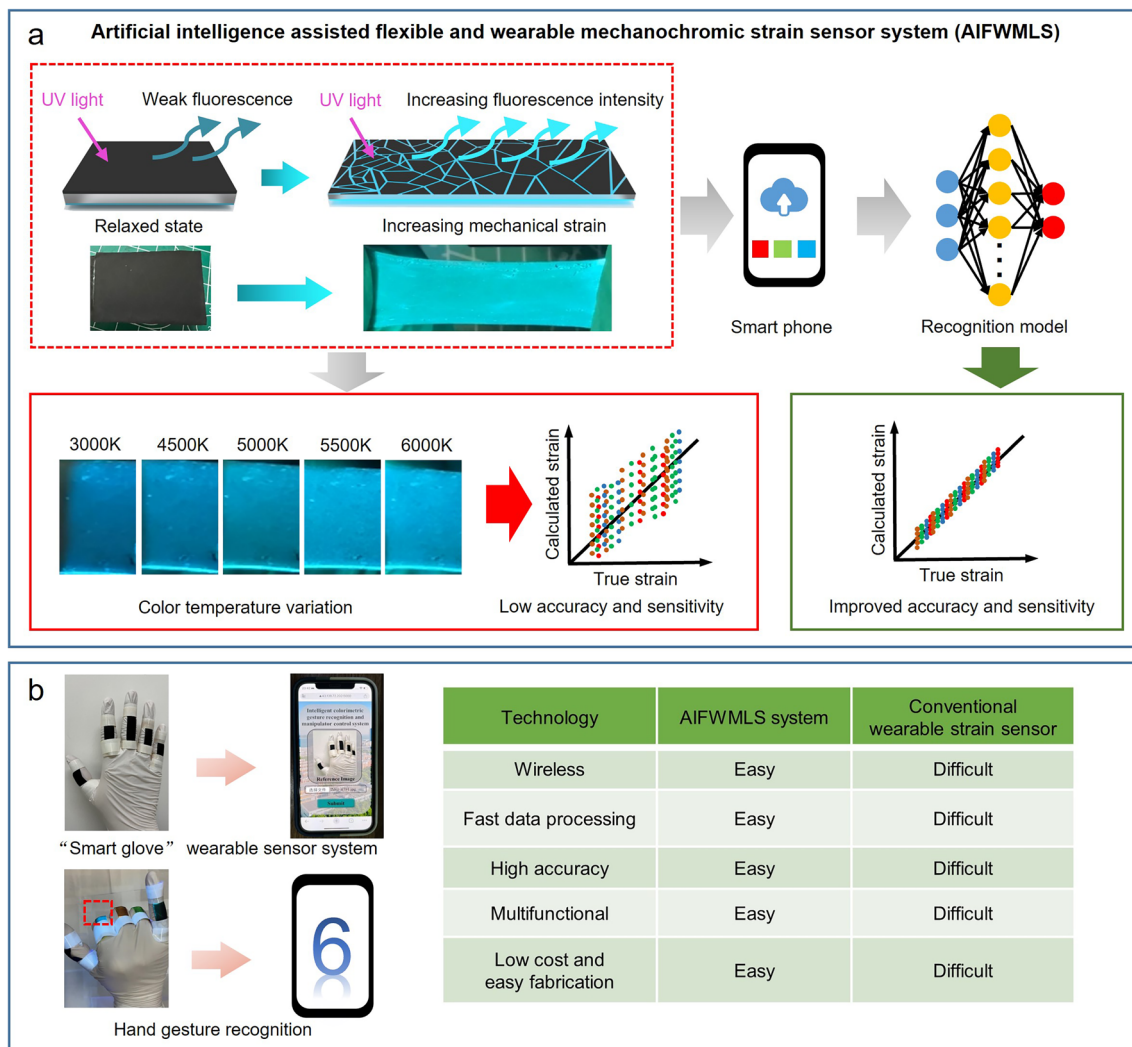 a
Artificial intelligence assisted flexible and wearable mechanochromic strain sensor system (AIFWMLS)
UV light
Weak fluorescence
UV light
Increasing fluorescence intensity
Relaxed state
Increasing mechanical strain
Smart phone
Recognition model
3000K
4500K
5000K
5500K
6000K
Color temperature variation
Calculated strain
True strain
Low accuracy and sensitivity
Calculated strain
True strain
Improved accuracy and sensitivity
b
Intelligent colorimetric
gesture recognition and
manipulator control system
Reference Image
选择文件
Submit
“Smart glove” wearable sensor system
6
Hand gesture recognition
Technology
AIFWMLS system
Conventional
wearable strain sensor
Wireless
Easy
Difficult
Fast data processing
Easy
Difficult
High accuracy
Easy
Difficult
Multifunctional
Easy
Difficult
Low cost and
easy fabrication
Easy
Difficult